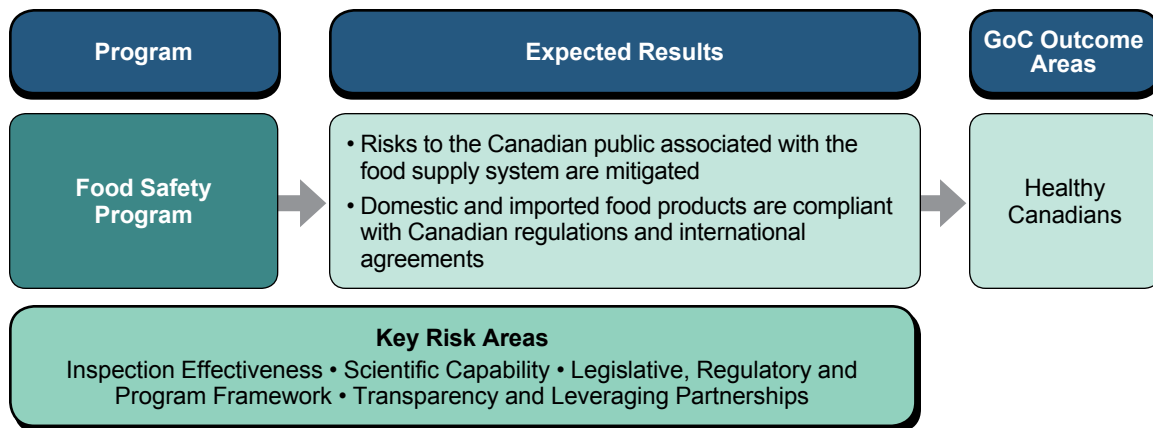 Program
Expected Results
GoC Outcome
Areas
Food Safety
Program
• Risks to the Canadian public associated with the
food supply system are mitigated
• Domestic and imported food products are compliant
with Canadian regulations and international
agreements
Healthy
Canadians
Key Risk Areas
Inspection Effectiveness • Scientific Capability • Legislative, Regulatory and
Program Framework • Transparency and Leveraging Partnerships